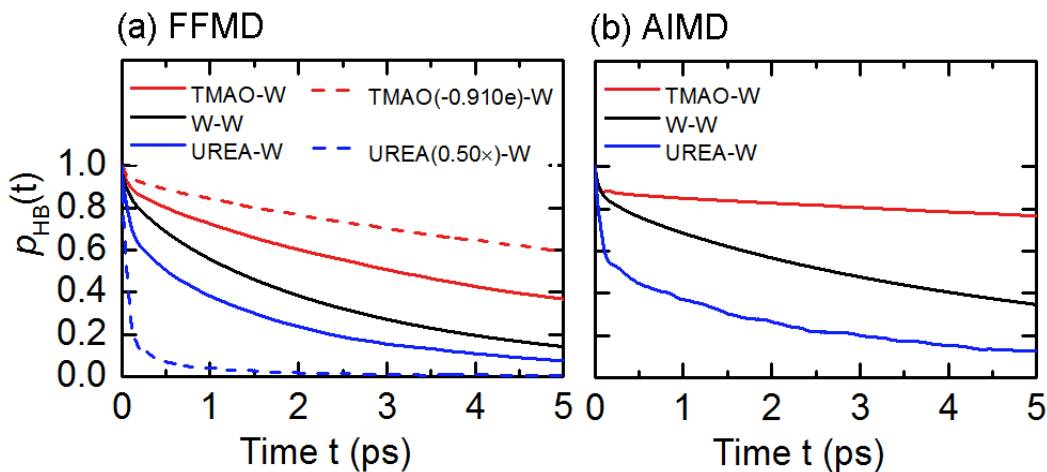 (a) FFMD
(b) AIMD
TMAO-W
TMAO(-0.910e)-W
W-W
UREA-W
UREA(0.50×)-W
TMAO-W
W-W
UREA-W
pHB(t)
1.0
0.8
0.6
0.4
0.2
0.0
0 1 2 3 4 5
0 1 2 3 4 5
Time t (ps)
Time t (ps)